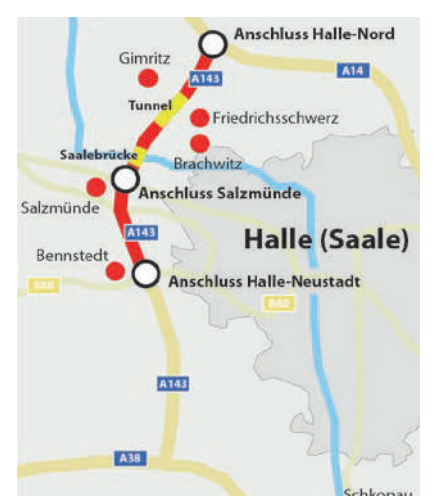 Anschluss Halle-Nord
Gimritz
A143
A14
Tunnel
Friedrichsschwerz
Saalebrücke
Brachwitz
Anschluss Salzmünde
Salzmünde
A143
Halle (Saale)
Bennstedt
Anschluss Halle-Neustadt
B80
B80
A143
A38
Schkopau